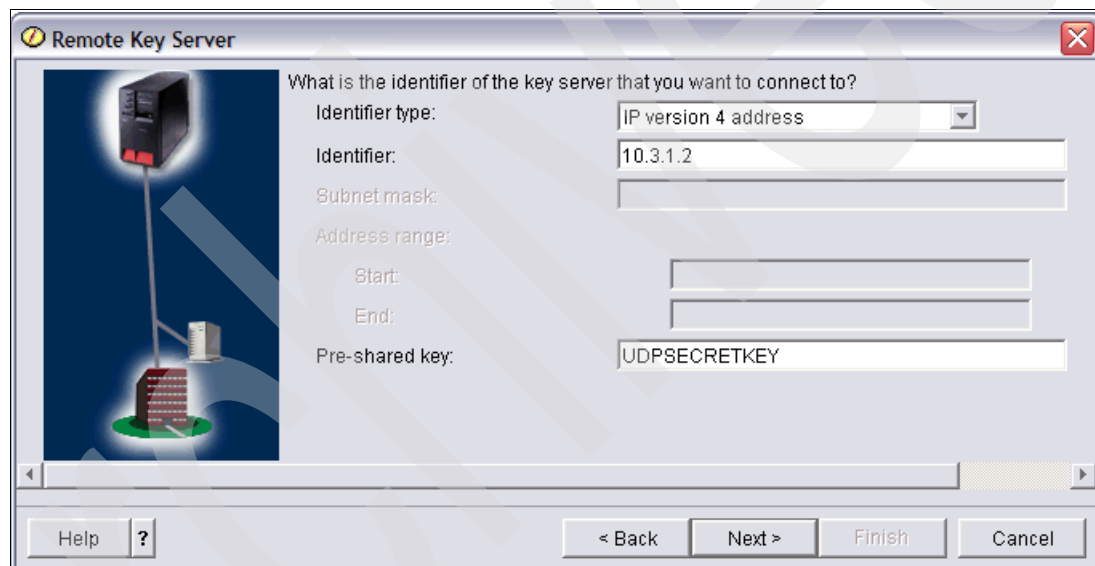 Remote Key Server
What is the identifier of the key server that you want to connect to?
Identifier type: IP version 4 address
Identifier: 10.3.1.2
Subnet mask:
Address range:
Start:
End:
Pre-shared key: UDPSECRETKEY
Help ? < Back Next > Finish Cancel